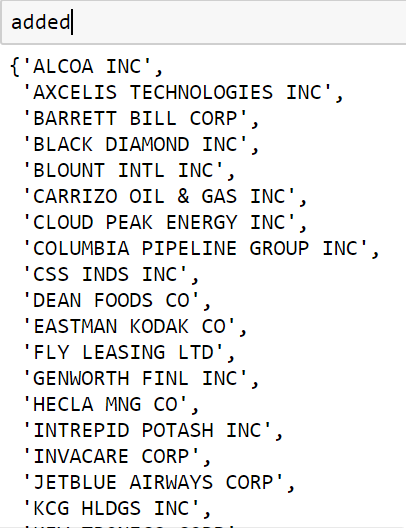 added
{'ALCOA INC',
'AXCELIS TECHNOLOGIES INC',
'BARRETT BILL CORP',
'BLACK DIAMOND INC',
'BLOUNT INTL INC',
'CARRIZO OIL & GAS INC',
'CLOUD PEAK ENERGY INC',
'COLUMBIA PIPELINE GROUP INC',
'CSS INDS INC',
'DEAN FOODS CO',
'EASTMAN KODAK CO',
'FLY LEASING LTD',
'GENWORTH FINL INC',
'HECLA MNG CO',
'INTREPID POTASH INC',
'INVACARE CORP',
'JETBLUE AIRWAYS CORP',
'KCG HLDGS INC',